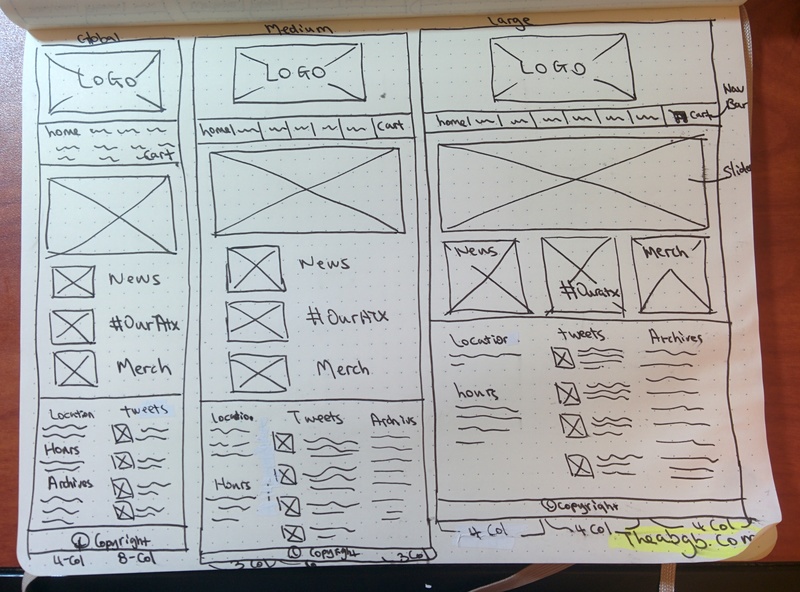 Global
LOGO
home
Cart
News
#OurAtx
Merch
Location
tweets
Hours
Archives
© Copyright
4-Col 8-Col
Medium
LOGO
home Cart
News
#OurATX
Merch
Location Tweets Archivs
Hours
© Copyright
3 Col 3 Col
Large
LOGO
home Cart
Nav
Bar
News #Ouratx Merch
Location tweets Archives
hours
© Copyright
4 Col 4 Col 4 Col
Theabgb.com